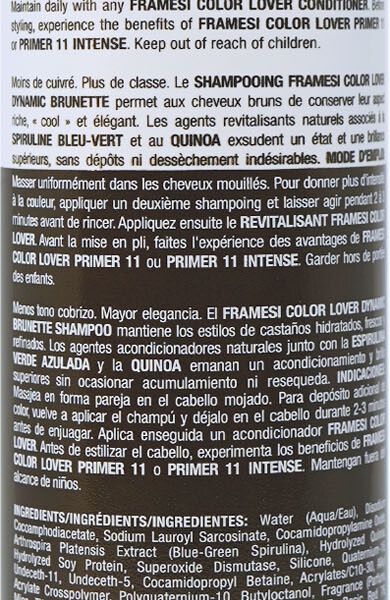 Maintain daily with any FRAMESI COLOR LOVER CONDITIONER. Before
styling, experience the benefits of FRAMESI COLOR LOVER PRIMER 11
or PRIMER 11 INTENSE. Keep out of reach of children.
Moins de cuivré. Plus de classe. Le SHAMPOOING FRAMESI COLOR LOVER
DYNAMIC BRUNETTE permet aux cheveux bruns de conserver leur aspect
riche, « cool » et élégant. Les agents revitalisants naturels associés à
SPIRULINE BLEU-VERT et au QUINOA exsudent un état et une brillance
supérieurs, sans dépôts ni dessèchement indésirables. MODE D'EMPLOI
Masser uniformément dans les cheveux mouillés. Pour donner plus d'intensité
à la couleur, appliquer un deuxième shampoing et laisser agir pendant 2 à 3
minutes avant de rincer. Appliquez ensuite le REVITALISANT FRAMESI COLOR
LOVER. Avant la mise en pli, faites l'expérience des avantages de FRAMESI
COLOR LOVER PRIMER 11 ou PRIMER 11 INTENSE. Garder hors de portée
des enfants.
Menos tono cobrizo. Mayor elegancia. El FRAMESI COLOR LOVER DYNAMIC
BRUNETTE SHAMPOO mantiene los estilos de castaños hidratados, frescos y
refinados. Los agentes acondicionadores naturales junto con la ESPIRULINA
VERDE AZULADA y la QUINOA emanan un acondicionamiento y
superiores sin ocasionar acumulamiento ni resequeda. INDICACIONES
Masajea en forma pareja en el cabello mojado. Para depósito adicional
color, vuelve a aplicar el champú y déjalo en el cabello durante 2-3 minutos
antes de enjuagar. Aplica enseguida un acondicionador FRAMESI COLOR
LOVER Antes de estilizar el cabello, experimenta los beneficios de FRAMESI
COLOR LOVER PRIMER 11 o PRIMER 11 INTENSE. Mantengan fuera
alcance de niños.
INGREDIENTS/INGRÉDIENTS/INGREDIENTES: Water (Aqua/Eau), Disodium
Cocoamphodiacetate, Sodium Lauroyl Sarcosinate, Cocamidopropylamine
Arthrospira Platensis Extract (Blue-Green Spirulina), Hydrolyzed Quinoa,
Hydrolyzed Soy Protein, Superoxide Dismutase, Silicone, Quaternium
Undeceth-11, Undeceth-5, Cocamidopropyl Betaine, Acrylates/C10-30
Acrylate Crosspolymer, Polyquaternium-10, Butyloctanol, Fragrance